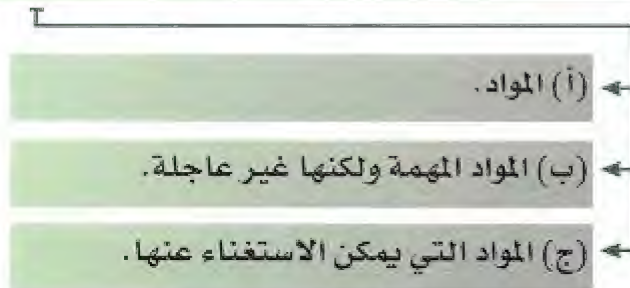 (أ) المواد.
(ب) المواد المهمة ولكنها غير عاجلة.
(ج) المواد التي يمكن الاستغناء عنها.